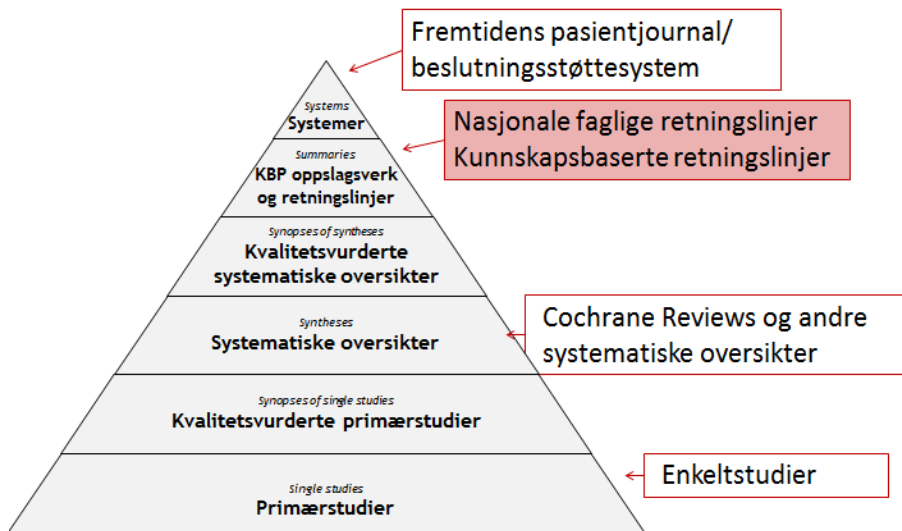 Fremtidens pasientjournal/
beslutningsstøttesystem
Systems
Systemer
Nasjonale faglige retningslinjer
Kunnskapsbaserte retningslinjer
Summaries
KBP oppslagsverk
og retningslinjer
Synopses of syntheses
Kvalitetsvurderte
systematiske oversikter
Syntheses
Systematiske oversikter
Cochrane Reviews og andre
systematiske oversikter
Synopses of single studies
Kvalitetsvurderte primærstudier
Enkeltstudier
Single studies
Primærstudier